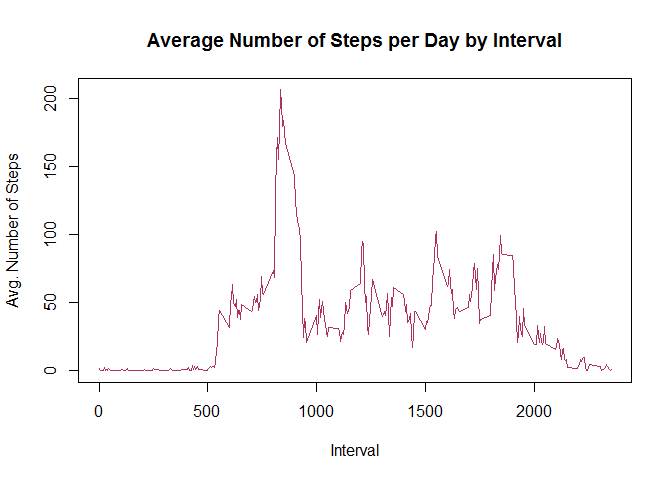 Average Number of Steps per Day by Interval
Avg. Number of Steps
200
150
100
50
0
0 500 1000 1500 2000
Interval